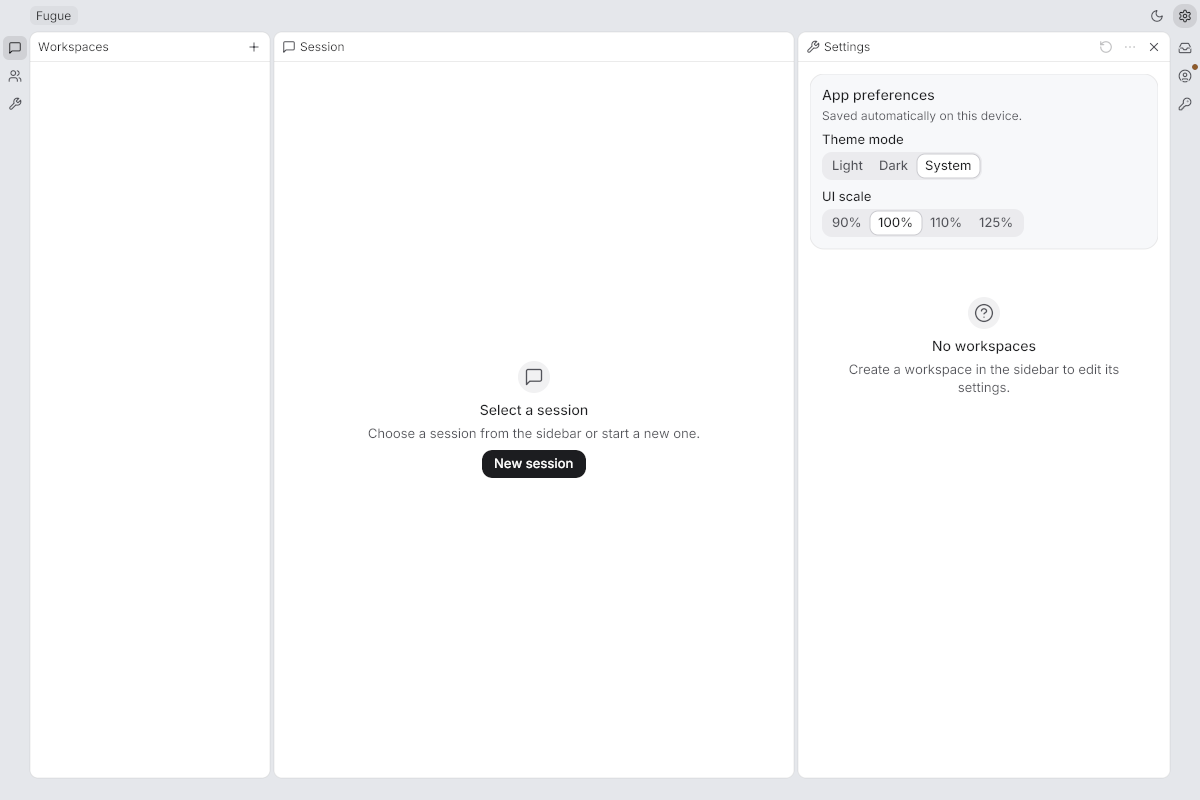 Fugue
Workspaces
Session
Select a session
Choose a session from the sidebar or start a new one.
New session
Settings
App preferences
Saved automatically on this device.
Theme mode
Light Dark System
UI scale
90% 100% 110% 125%
No workspaces
Create a workspace in the sidebar to edit its
settings.